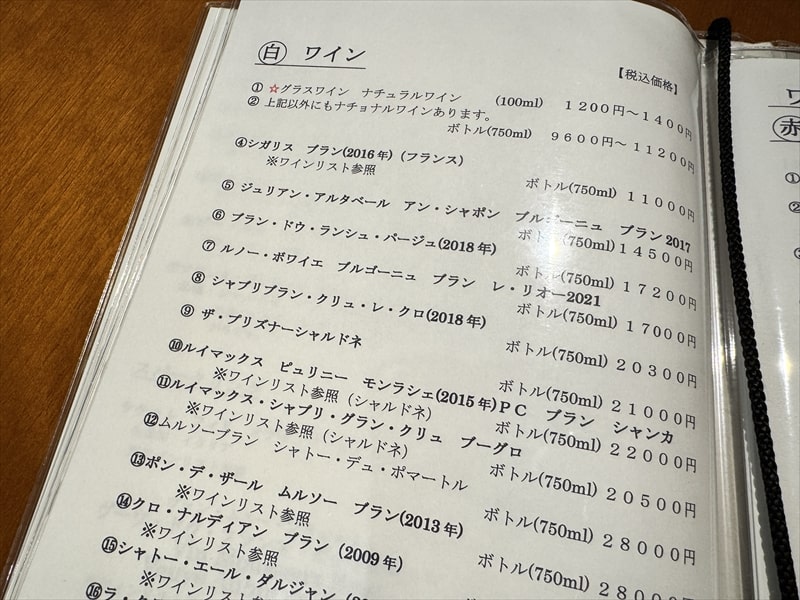 白 ワイン
【税込価格】
① ☆グラスワイン ナチュラルワイン (100ml) 1200円～1400円
② 上記以外にもナチョナルワインあります。
ボトル(750ml) 9600円～11200円
④シガリス ブラン(2016年)（フランス）
※ワインリスト参照 ボトル(750ml) 11000円
⑤ ジュリアン・アルタベール アン・シャポン ブルゴーニュ ブラン2017
ボトル(750ml)14500円
⑥ ブラン・ドゥ・ランシュ・パージュ(2018年)
ボトル(750ml) 17200円
⑦ ルノー・ボワイエ ブルゴーニュ ブラン レ・リオー2021
ボトル(750ml) 17000円
⑧ シャブリブラン・クリュ・レ・クロ(2018年)
ボトル(750ml) 20300円
⑨ ザ・プリズナーシャルドネ
ボトル(750ml) 21000円
⑩ルイマックス ピュリニー モンラシェ(2015年)PC ブラン シャンカ
※ワインリスト参照（シャルドネ） ボトル(750ml) 22000円
⑪ルイマックス・シャブリ・グラン・クリュ ブーグロ
※ワインリスト参照（シャルドネ） ボトル(750ml) 20500円
⑫ムルソーブラン シャトー・デュ・ポマートル
ボトル(750ml) 28000円
⑬ポン・デ・ザール ムルソー ブラン(2013年)
※ワインリスト参照 ボトル(750ml) 28000円
⑭クロ・ナルディアン ブラン（2009年）
※ワインリスト参照
⑮シャトー・エール・ダルジャン
※ワインリスト参照
⑯ラ・ク
ワ
赤
①
②